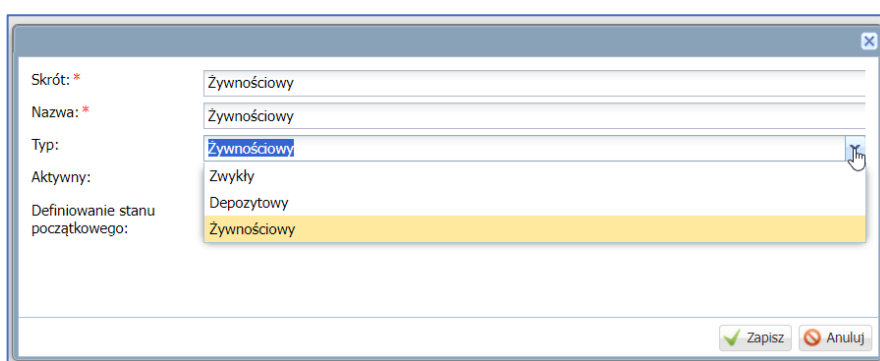 Skrót: * Żywnościowy
Nazwa: * Żywnościowy
Typ: Żywnościowy
Aktywny: Zwykły
Depozytowy
Definiowanie stanu
początkowego: Żywnościowy
Zapisz Anuluj